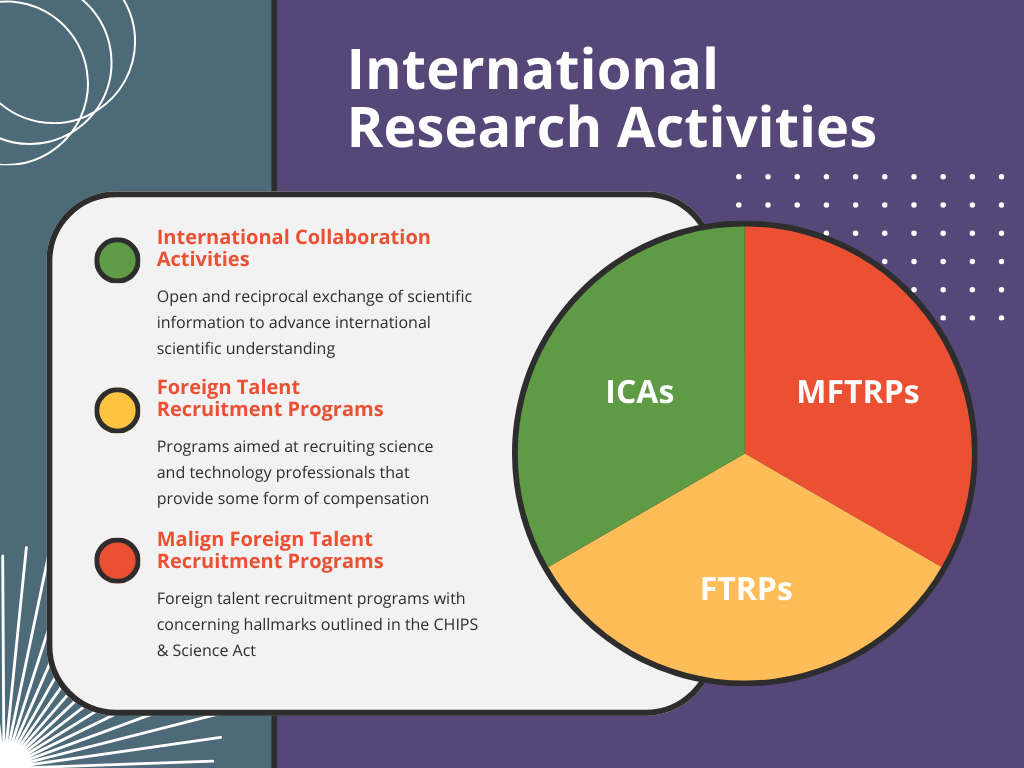 International
Research Activities
International Collaboration
Activities
Open and reciprocal exchange of scientific
information to advance international
scientific understanding
Foreign Talent
Recruitment Programs
Programs aimed at recruiting science
and technology professionals that
provide some form of compensation
Malign Foreign Talent
Recruitment Programs
Foreign talent recruitment programs with
concerning hallmarks outlined in the CHIPS
& Science Act
ICAs
MFTRPs
FTRPs